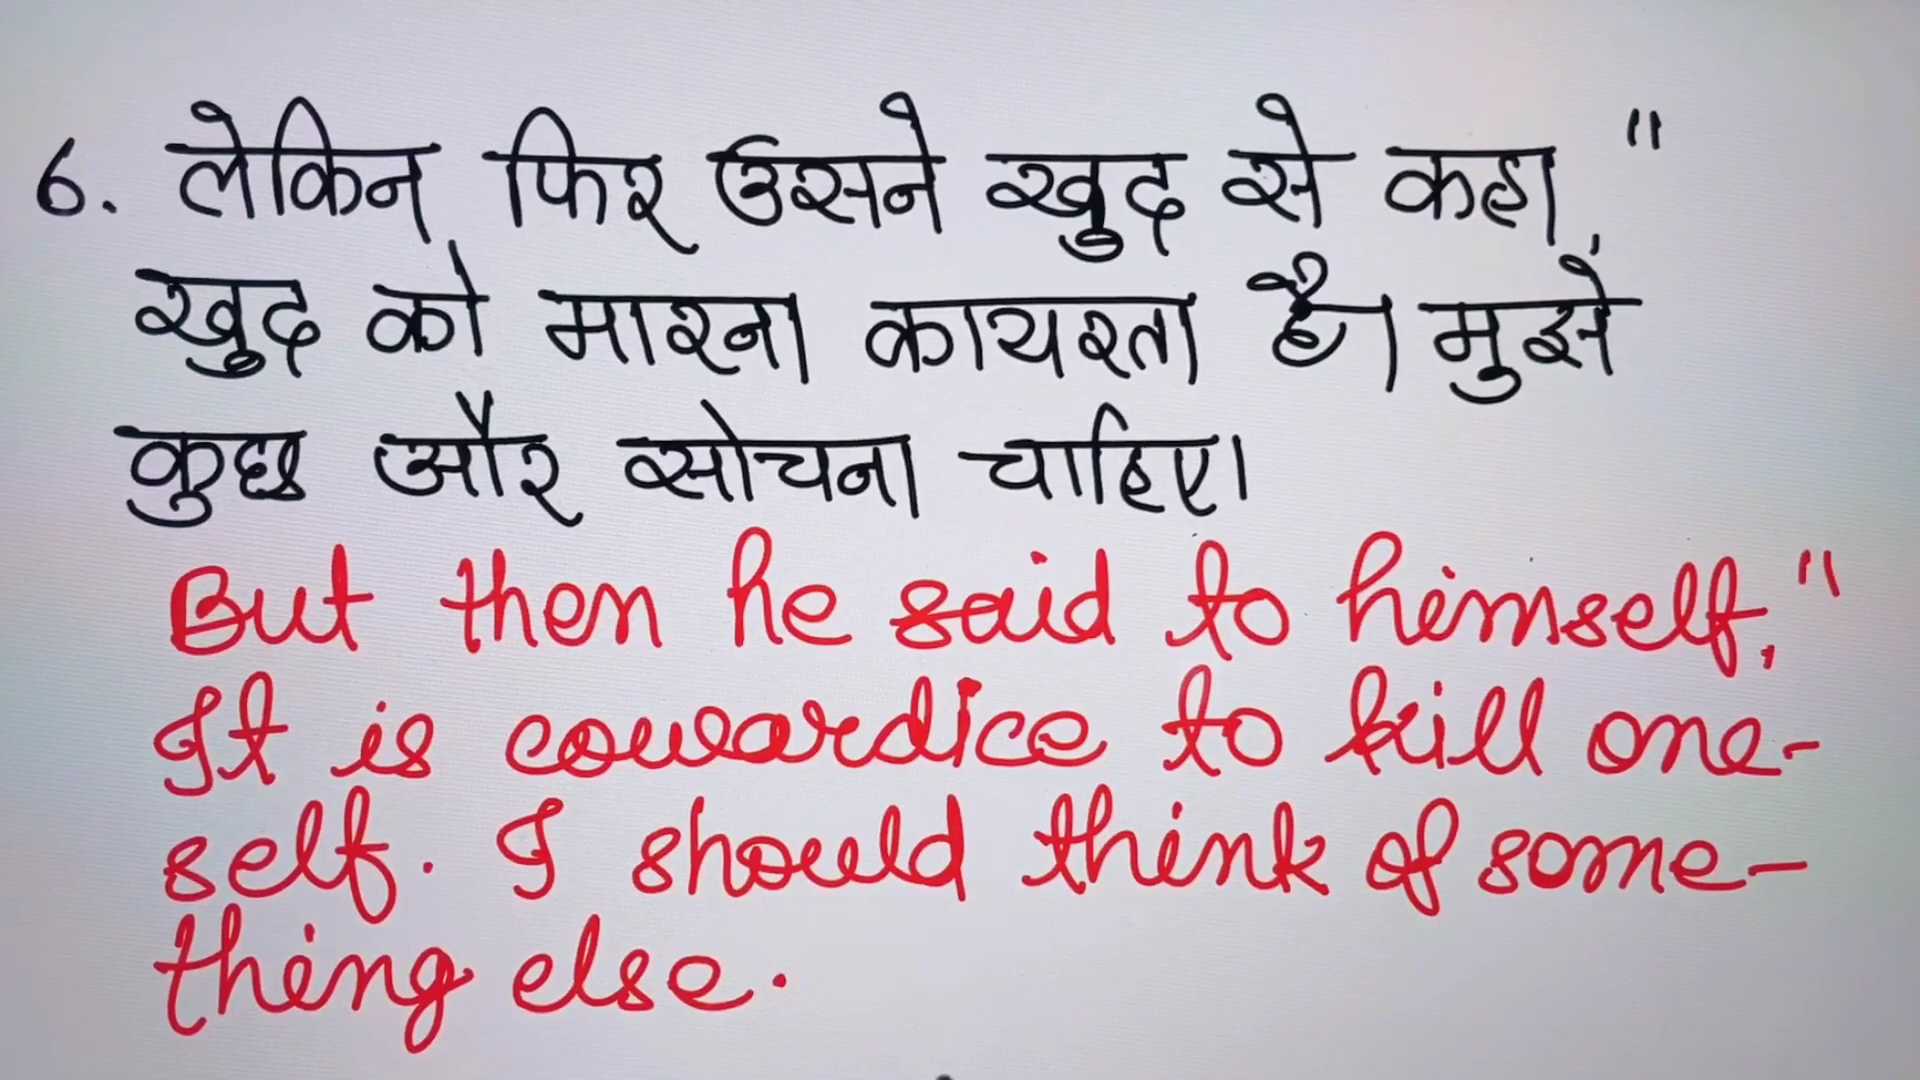 6. लेकिन फिर उसने खुद से कहा, "
खुद को मारना कायरता है। मुझे
कुछ और सोचना चाहिए।
But then he said to himself, "
It is cowardice to kill one-
self. I should think of some-
thing else.